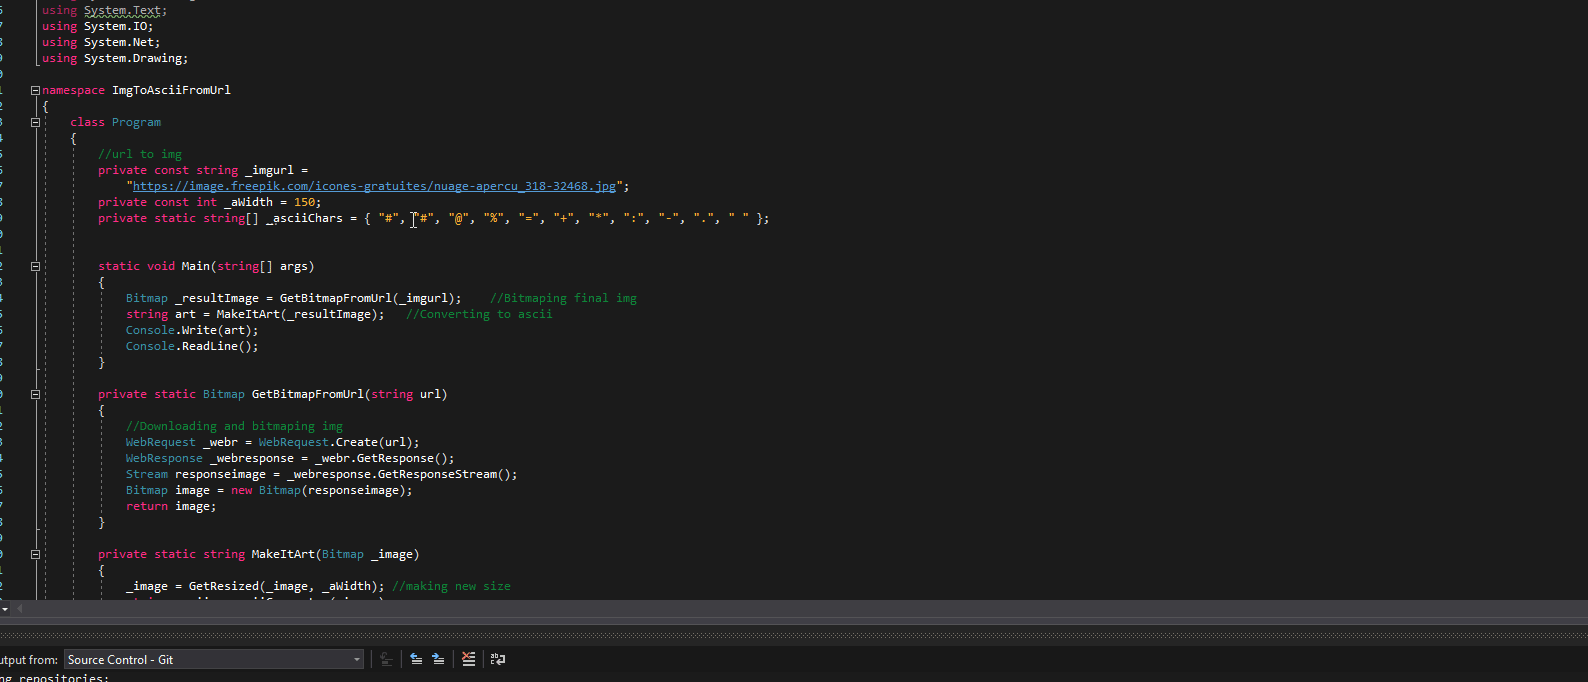 using System.Text;
using System.IO;
using System.Net;
using System.Drawing;
namespace ImgToAsciiFromUrl
{
class Program
{
//url to img
private const string _imgurl =
"https://image.freepik.com/icones-gratuites/nuage-apercu_318-32468.jpg";
private const int _aWidth = 150;
private static string[] _asciiChars = { "#", "#", "@", "%", "=", "+", "*", ":", "-", ".", " " };
static void Main(string[] args)
{
Bitmap _resultImage = GetBitmapFromUrl(_imgurl); //Bitmaping final img
string art = MakeItArt(_resultImage); //Converting to ascii
Console.Write(art);
Console.ReadLine();
}
private static Bitmap GetBitmapFromUrl(string url)
{
//Downloading and bitmaping img
WebRequest _webr = WebRequest.Create(url);
WebResponse _webresponse = _webr.GetResponse();
Stream responseimage = _webresponse.GetResponseStream();
Bitmap image = new Bitmap(responseimage);
return image;
}
private static string MakeItArt(Bitmap _image)
{
_image = GetResized(_image, _aWidth); //making new size
utput from: Source Control - Git
ng repositories: